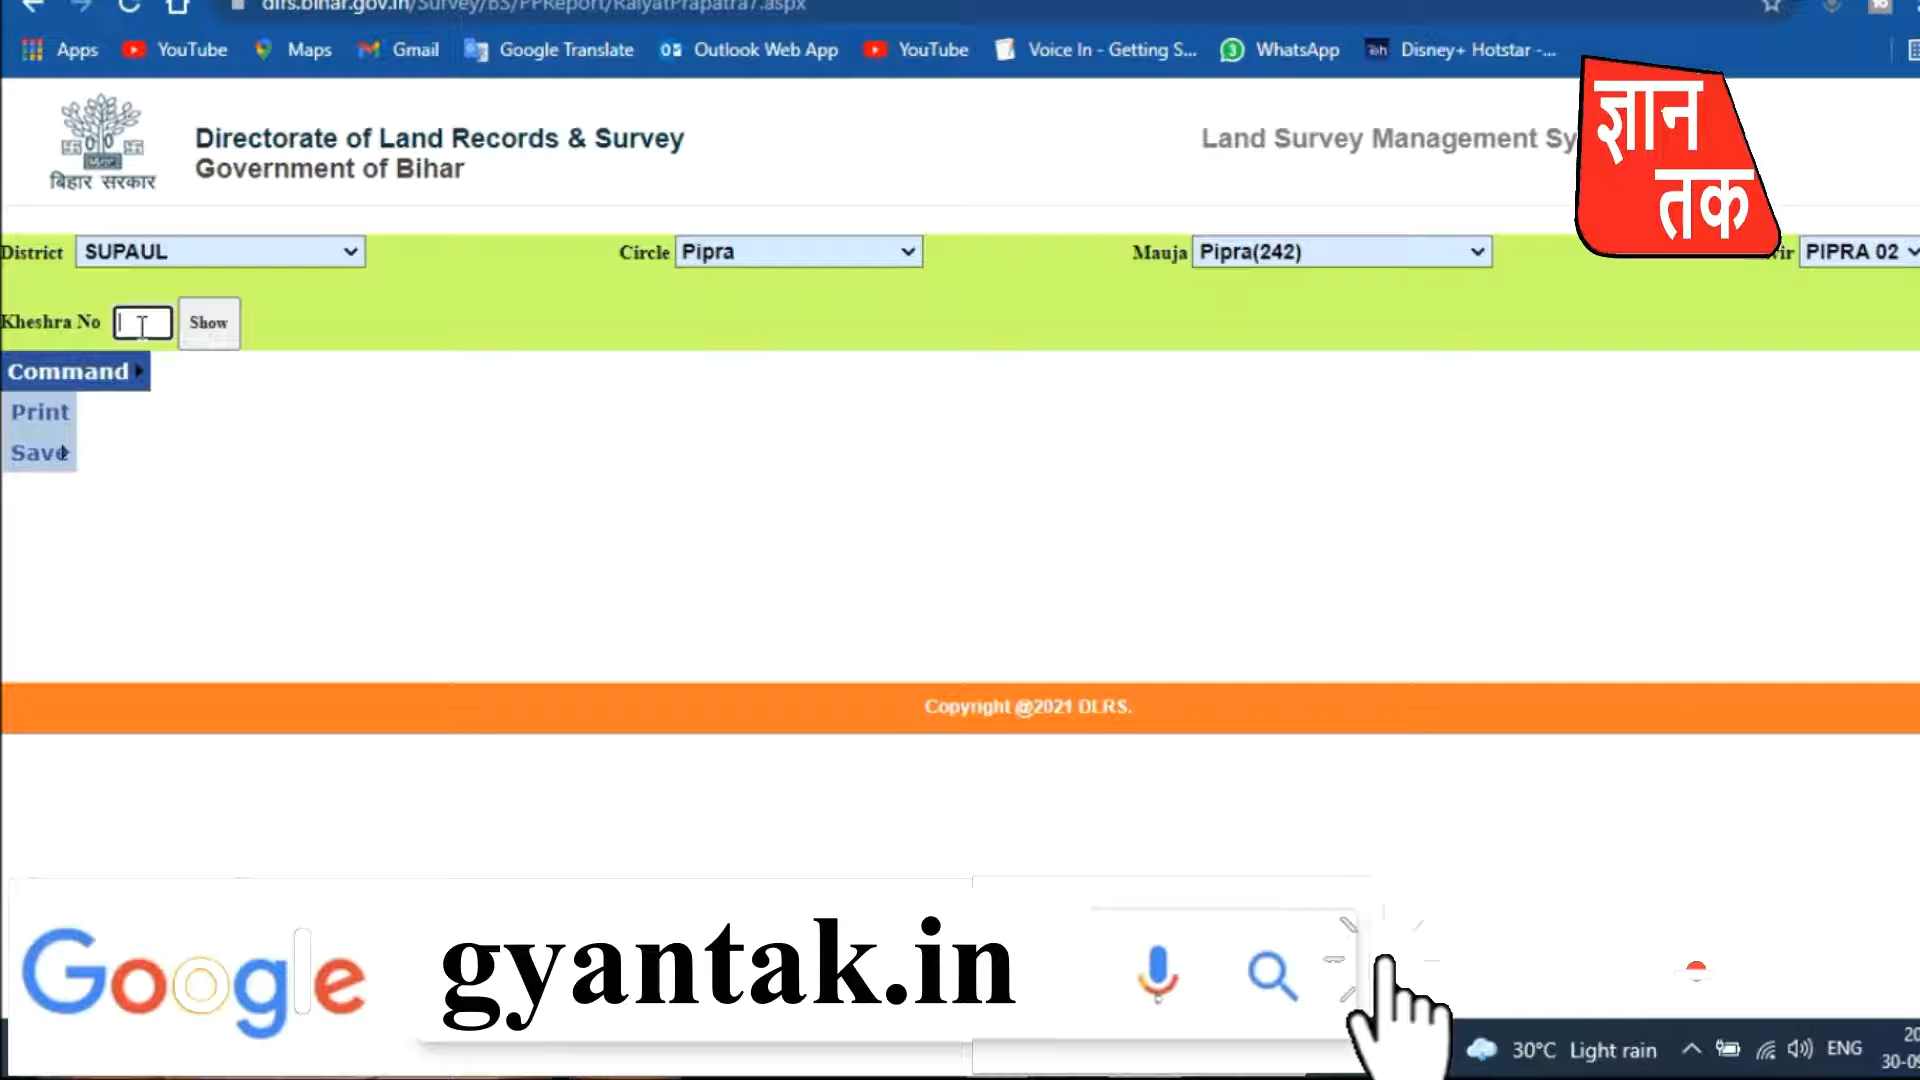 dlrs.bihar.gov.in/Survey/BS/PPReport/RaiyatPrapatra7.aspx
Apps YouTube Maps Gmail Google Translate Outlook Web App YouTube Voice In - Getting S... WhatsApp Disney+ Hotstar -...
ज्ञान
तक
Directorate of Land Records & Survey
Government of Bihar
Land Survey Management Sy
बिहार सरकार
District SUPAUL Circle Pipra Mauja Pipra(242) PIPRA 02
Kheshra No Show
Command
Print
Save
Copyright @2021 DLRS.
Google gyantak.in
30°C Light rain ENG